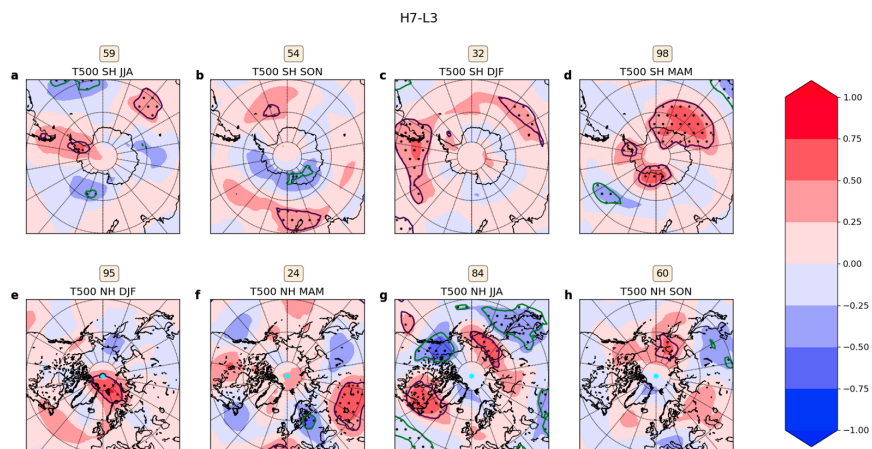 H7-L3
59
54
32
98
a
T500 SH JJA
b
T500 SH SON
c
T500 SH DJF
d
T500 SH MAM
95
24
84
60
e
T500 NH DJF
f
T500 NH MAM
g
T500 NH JJA
h
T500 NH SON
1.00
0.75
0.50
0.25
0.00
−0.25
−0.50
−0.75
−1.00